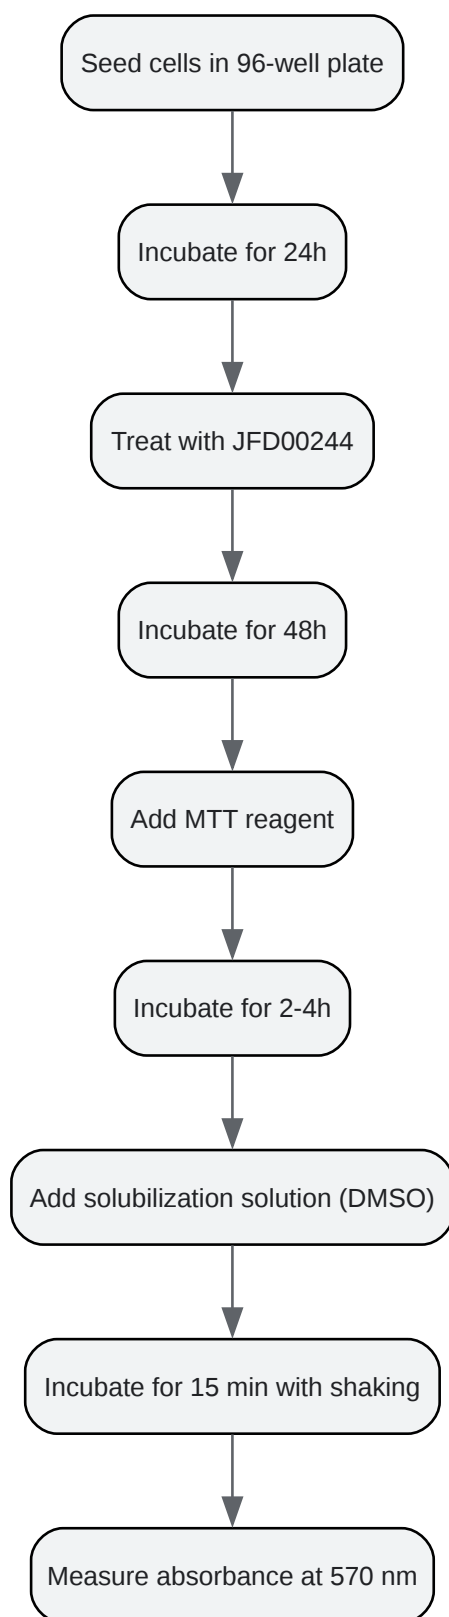 Seed cells in 96-well plate
Incubate for 24h
Treat with JFD00244
Incubate for 48h
Add MTT reagent
Incubate for 2-4h
Add solubilization solution (DMSO)
Incubate for 15 min with shaking
Measure absorbance at 570 nm